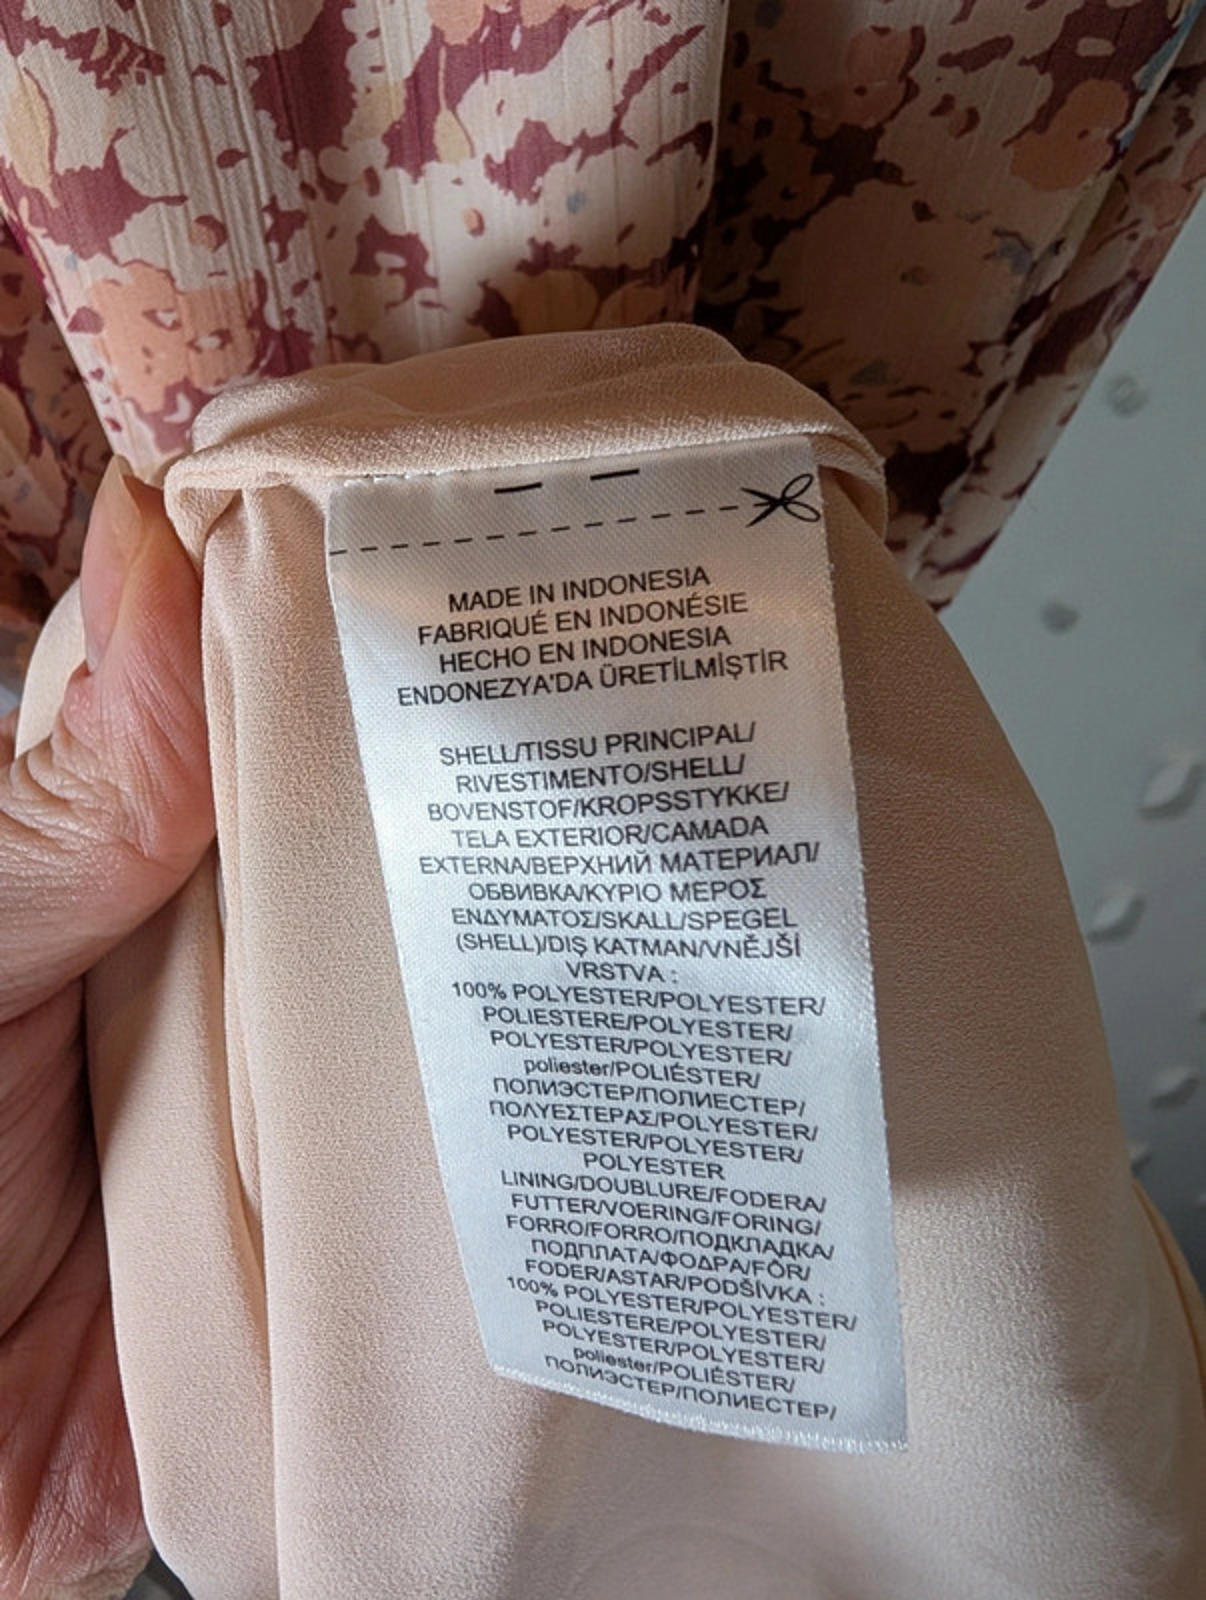 MADE IN INDONESIA
FABRIQUÉ EN INDONÉSIE
HECHO EN INDONESIA
ENDONEZYA'DA ÜRETİLMİŞTİR
SHELL/TISSU PRINCIPAL/
RIVESTIMENTO/SHELL/
BOVENSTOF/KROPSSTYKKE/
TELA EXTERIOR/CAMADA
EXTERNA/ВЕРХНИЙ МАТЕРИАЛ/
ОБВИВКА/ΚΥΡΙΟ ΜΕΡΟΣ
ΕΝΔΥΜΑΤΟΣ/SKALL/SPEGEL
(SHELL)/DIŞ KATMAN/VNĚJŠÍ
VRSTVA :
100% POLYESTER/POLYESTER/
POLIESTERE/POLYESTER/
POLYESTER/POLYESTER/
poliester/POLIÉSTER/
ПОЛИЭСТЕР/ПОЛИЕСТЕР/
ΠΟΛΥΕΣΤΕΡΑΣ/POLYESTER/
POLYESTER/POLYESTER/
POLYESTER
LINING/DOUBLURE/FODERA/
FUTTER/VOERING/FORING/
FORRO/FORRO/ПОДКЛАДКА/
ПОДПЛАТА/ΦΟΔΡΑ/FÔR/
FODER/ASTAR/PODŠÍVKA :
100% POLYESTER/POLYESTER/
POLIESTERE/POLYESTER/
POLYESTER/POLYESTER/
poliester/POLIÉSTER/
ПОЛИЭСТЕР/ПОЛИЕСТЕР/